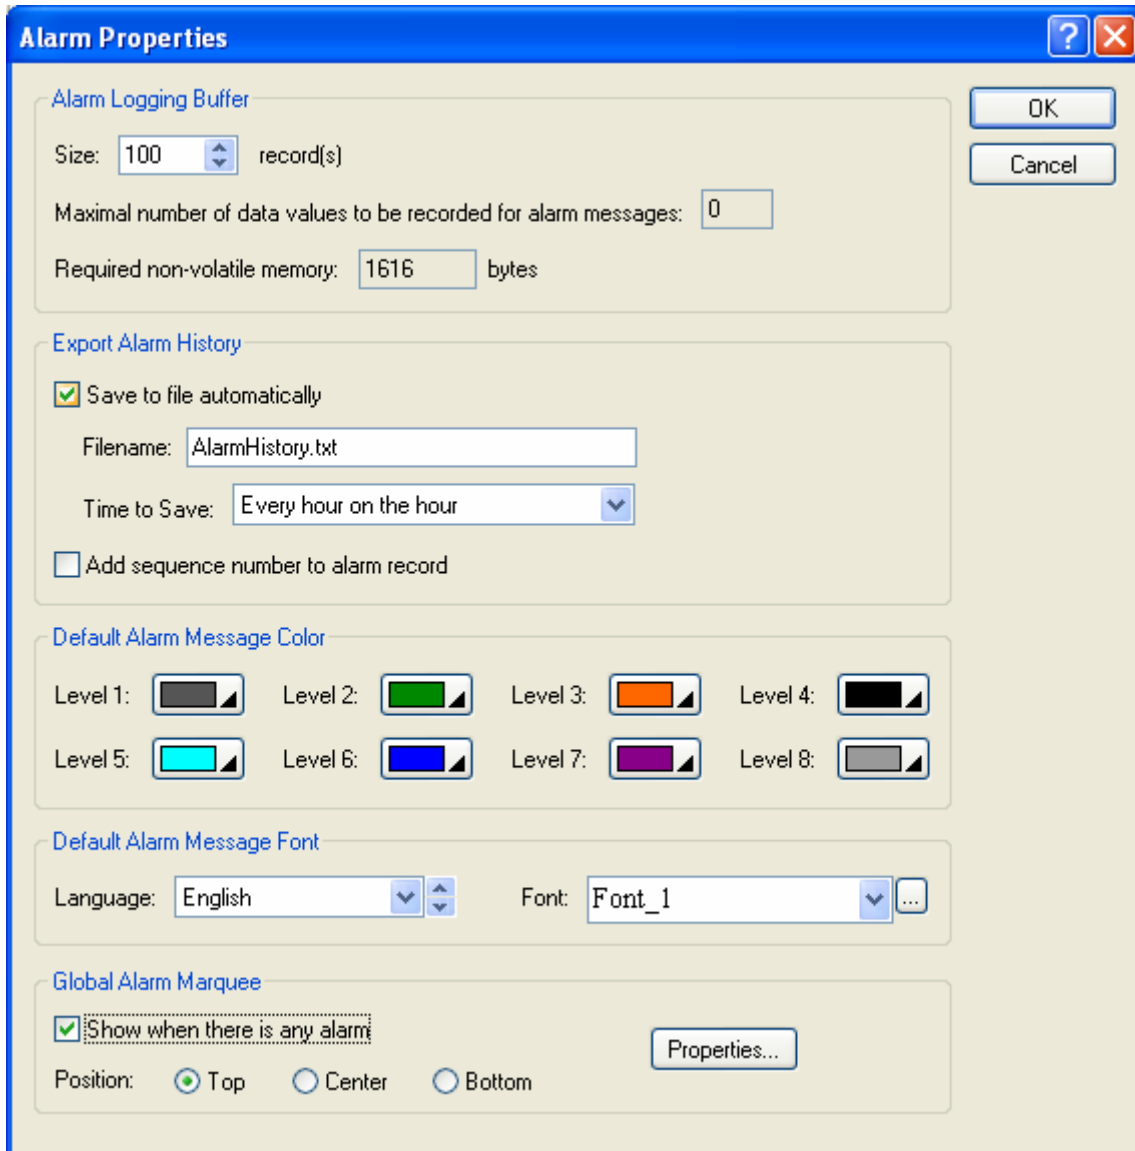 Alarm Properties
Alarm Logging Buffer
OK
Size: 100 record(s)
Cancel
Maximal number of data values to be recorded for alarm messages: 0
Required non-volatile memory: 1616 bytes
Export Alarm History
Save to file automatically
Filename: AlarmHistory.txt
Time to Save: Every hour on the hour
Add sequence number to alarm record
Default Alarm Message Color
Level 1: Level 2: Level 3: Level 4:
Level 5: Level 6: Level 7: Level 8:
Default Alarm Message Font
Language: English Font: Font_1 ...
Global Alarm Marquee
Show when there is any alarm
Properties...
Position: Top Center Bottom